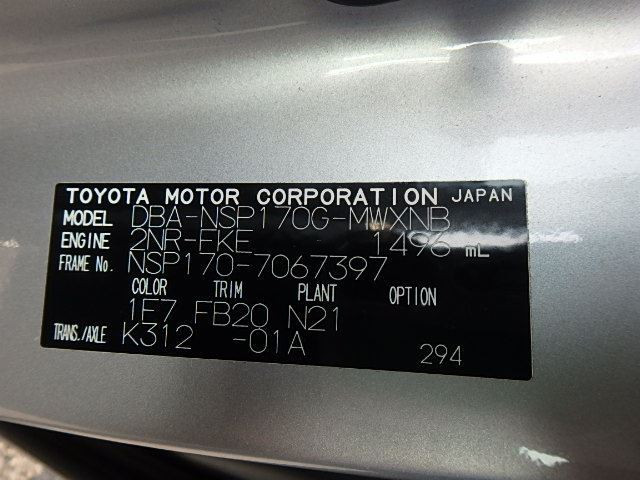 TOYOTA MOTOR CORPORATION JAPAN
MODEL DBA-NSP170G-MWXNB
ENGINE 2NR-FKE 1496 mL
FRAME No. NSP170-7067397
COLOR TRIM PLANT OPTION
1E7 FB20 N21
TRANS./AXLE K312 -01A
294